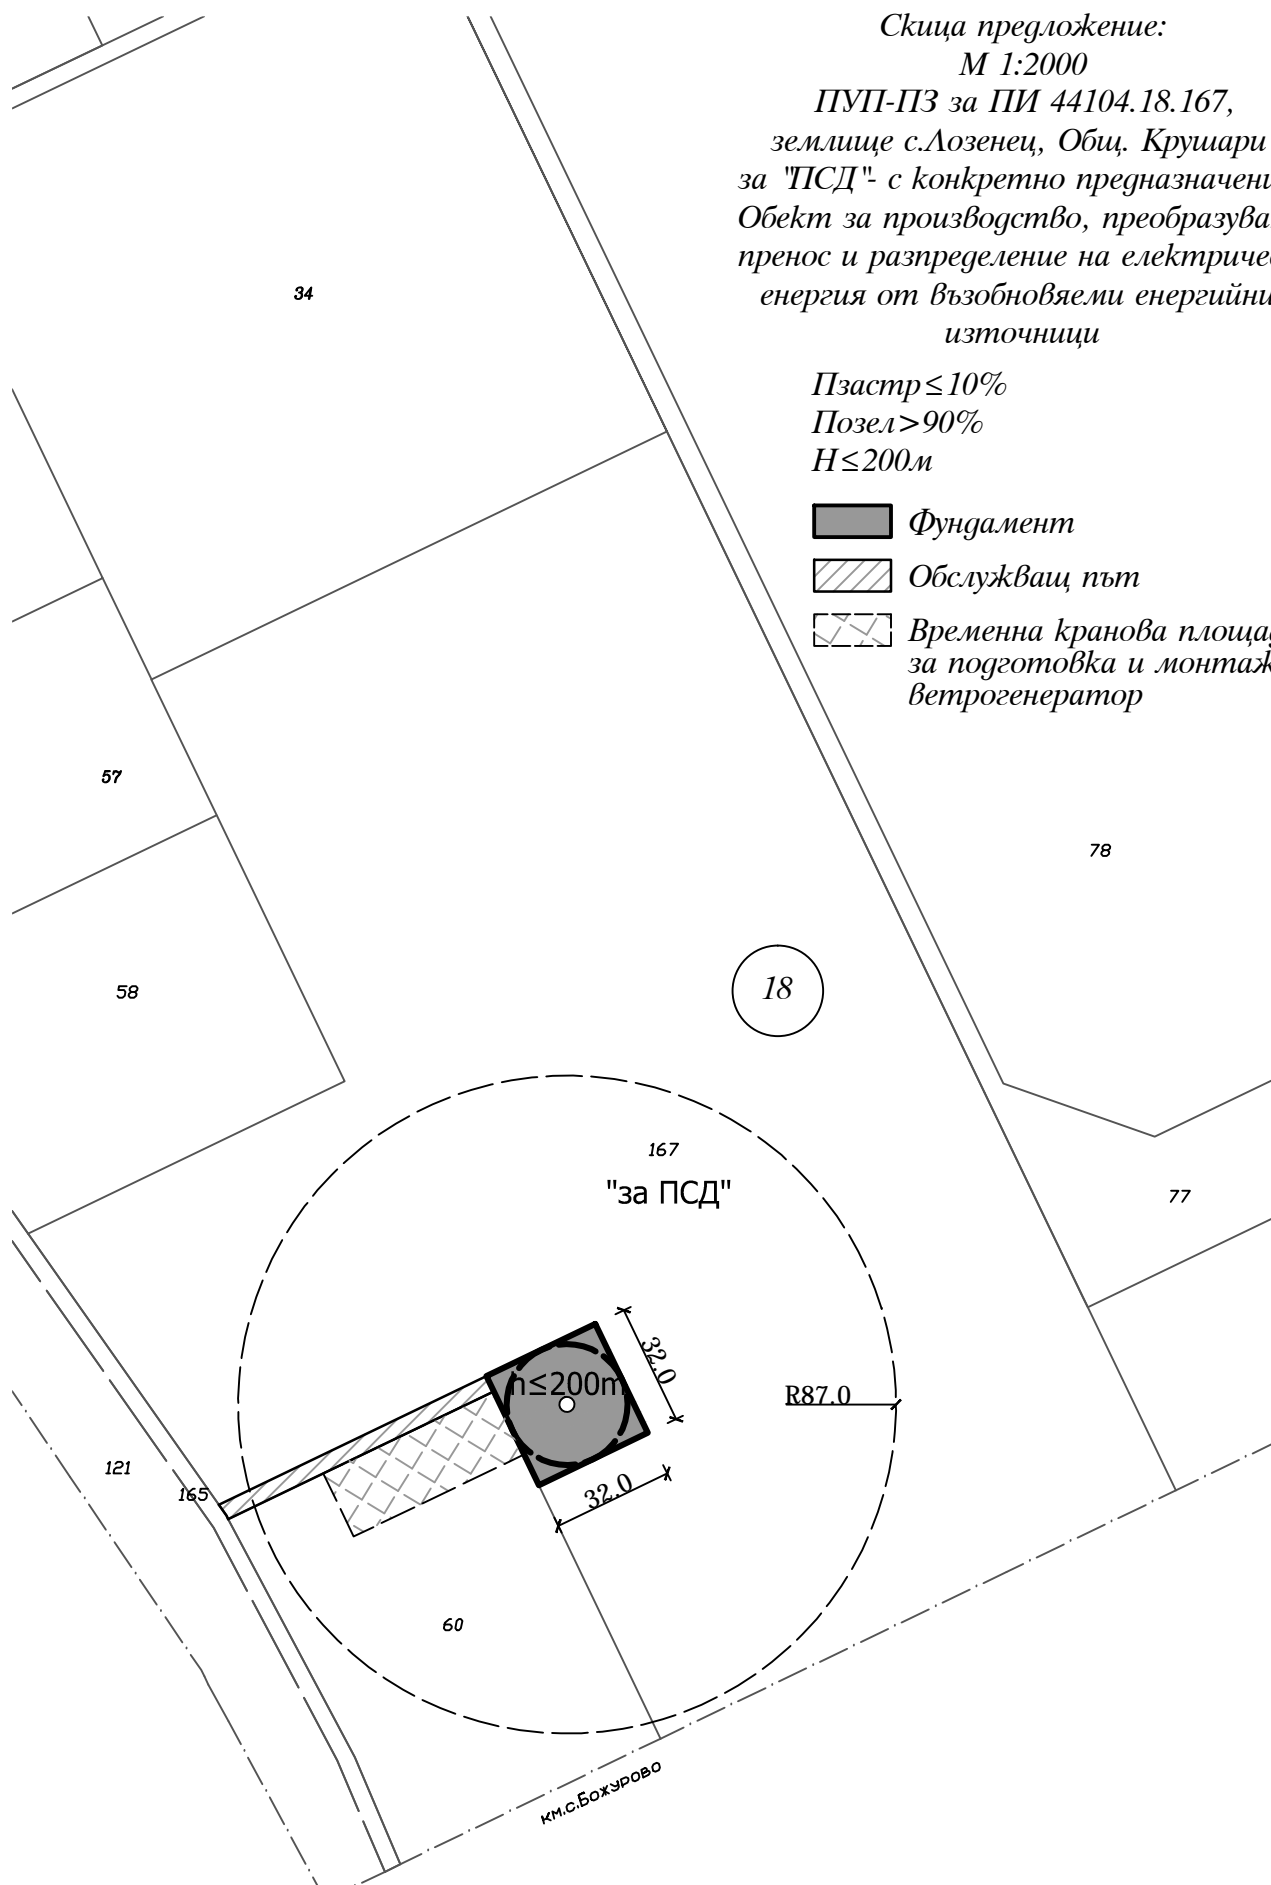 Скица предложение:
М 1:2000
ПУП-ПЗ за ПИ 44104.18.167,
землище с.Лозенец, Общ. Крушари
за "ПСД"- с конкретно предназначени
Обект за производство, преобразува
пренос и разпределение на електриче
енергия от възобновяеми енергийни
източници
Пзастр≤10%
Позел>90%
Н≤200м
Фундамент
Обслужващ път
Временна кранова площад
за подготовка и монтаж
ветрогенератор
34
57
78
58
18
167
"за ПСД"
77
32.0
h≤200m
R87.0
121
165
32.0
60
км.с.Божурово